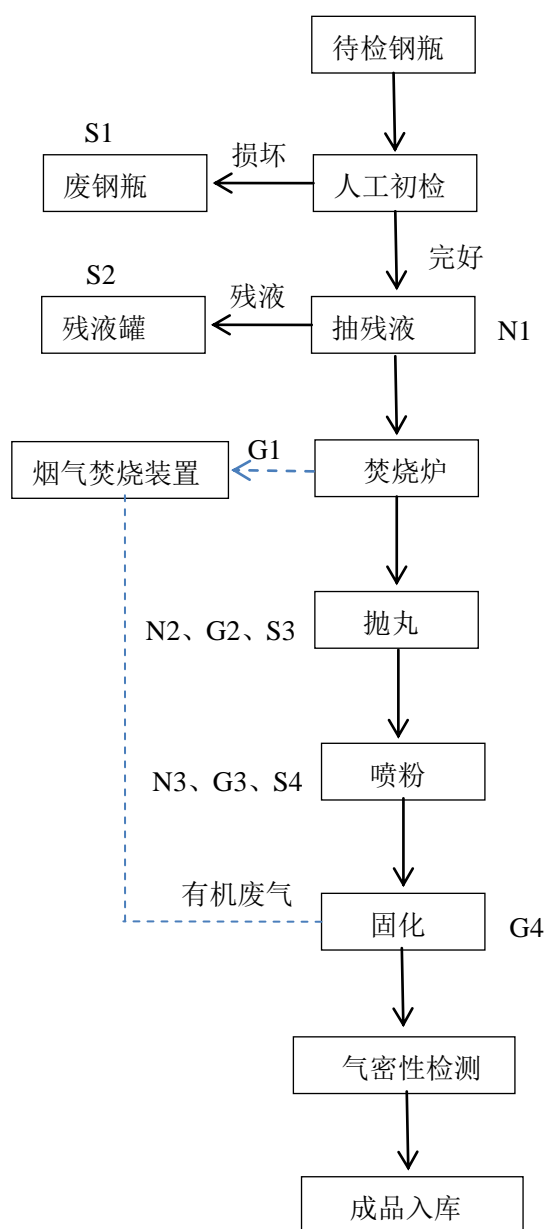 待检钢瓶
S1
损坏
废钢瓶
人工初检
完好
S2
残液
残液罐
抽残液
N1
G1
烟气焚烧装置
焚烧炉
抛丸
N2、G2、S3
喷粉
N3、G3、S4
有机废气
固化
G4
气密性检测
成品入库